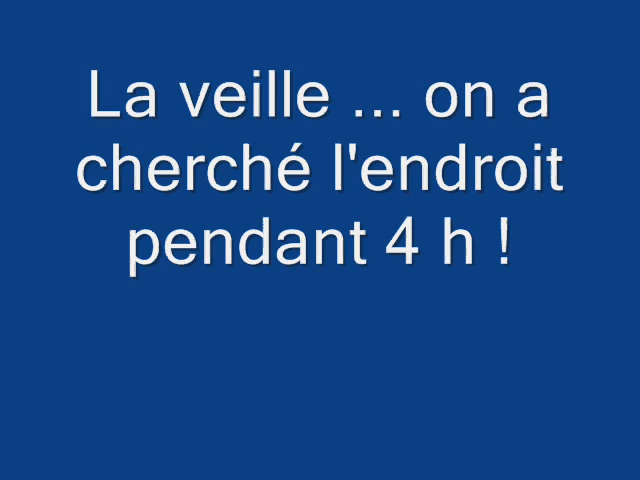 La veille ... on a
cherché l'endroit
pendant 4 h !